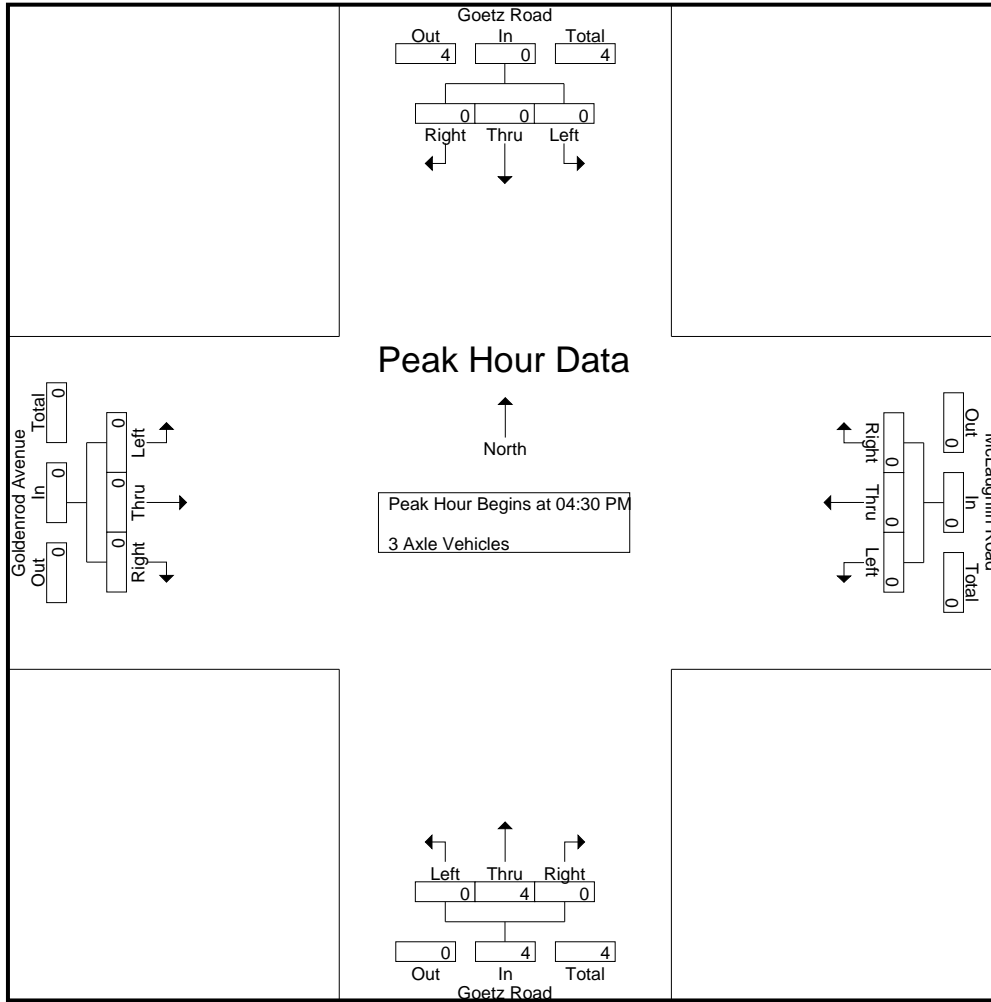 Goetz Road
Out In Total
4 0 4
0 0 0
Right Thru Left
Peak Hour Data
North
Peak Hour Begins at 04:30 PM
3 Axle Vehicles
Goldenrod Avenue
Out In Total
0 0 0
0 0 0
Right Thru Left
McLaughlin Road
Out In Total
0 0 0
0 0 0
Right Thru Left
Left Thru Right
0 4 0
0 4 4
Out In Total
Goetz Road